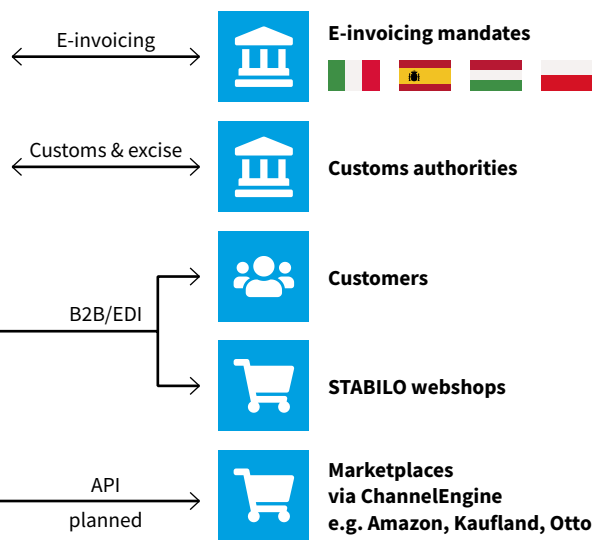 E-invoicing
E-invoicing mandates
Customs & excise
Customs authorities
Customers
B2B/EDI
STABILO webshops
API
planned
Marketplaces
via ChannelEngine
e.g. Amazon, Kaufland, Otto